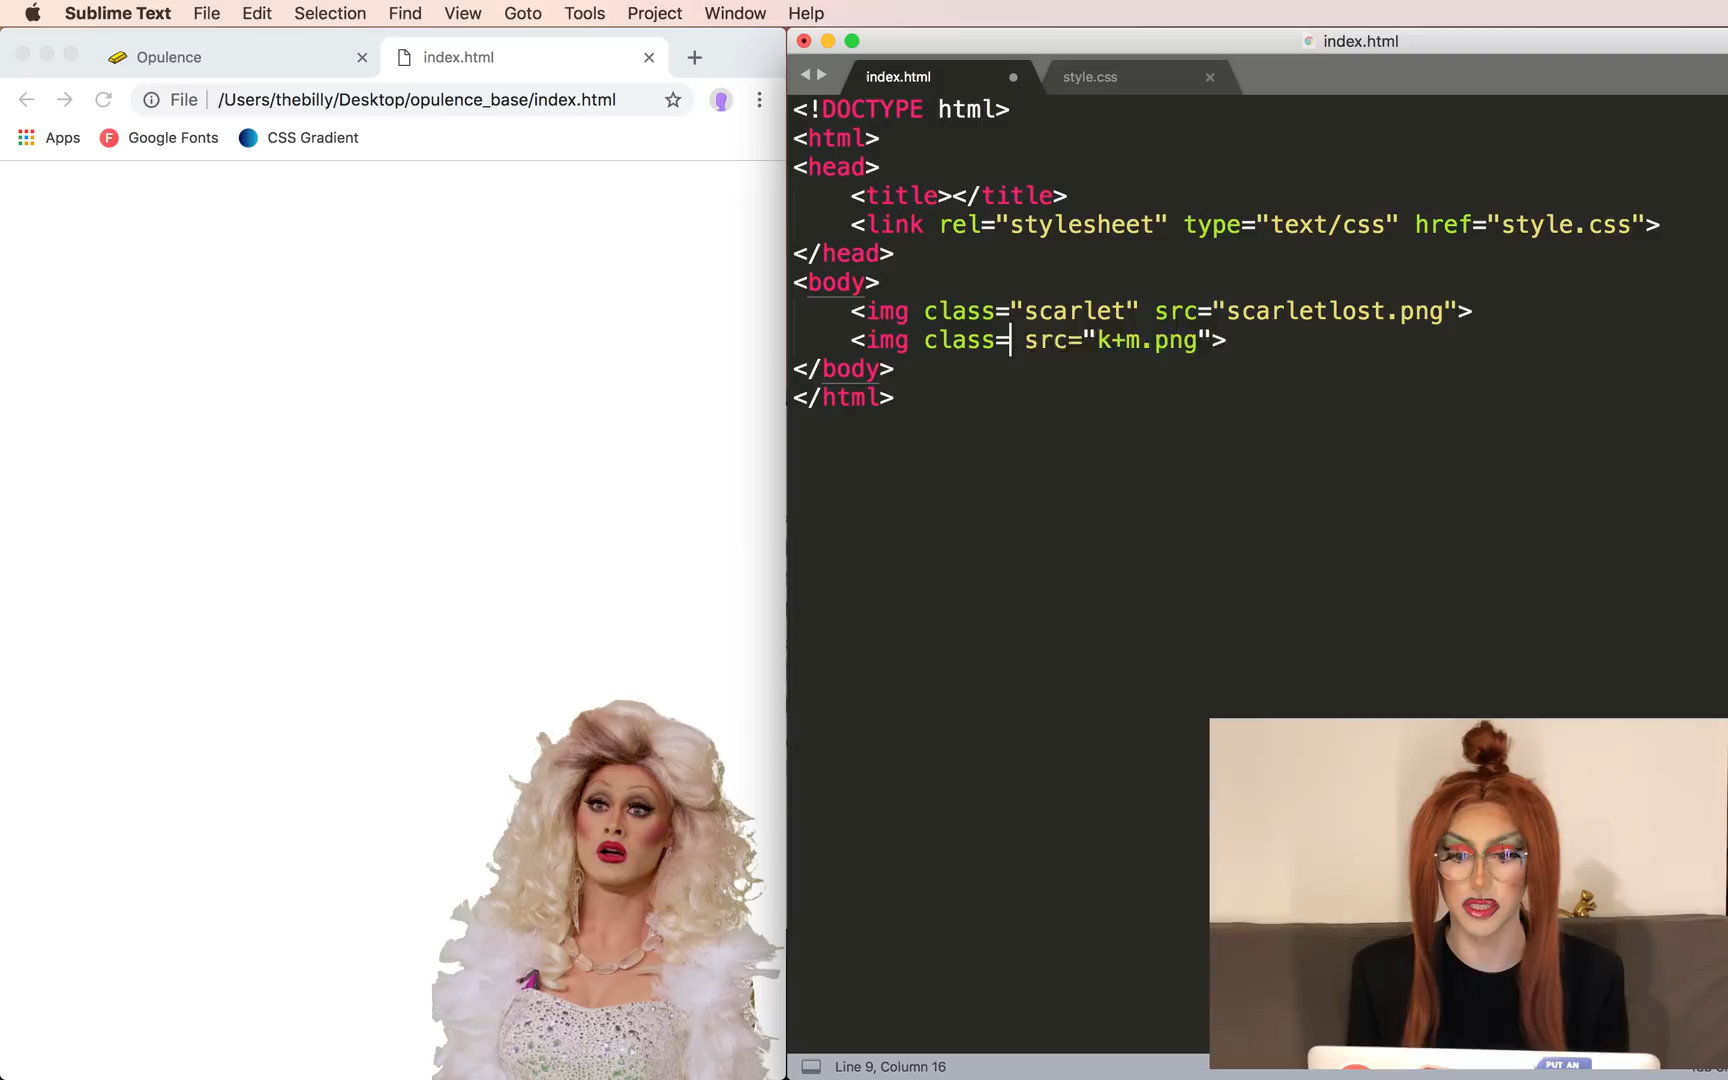 Sublime Text File Edit Selection Find View Goto Tools Project Window Help
Opulence
index.html
File /Users/thebilly/Desktop/opulence_base/index.html
Apps Google Fonts CSS Gradient
index.html
index.html
style.css
<!DOCTYPE html>
<html>
<head>
<title></title>
<link rel="stylesheet" type="text/css" href="style.css">
</head>
<body>
<img class="scarlet" src="scarletlost.png">
<img class= src="k+m.png">
</body>
</html>
Line 9, Column 16
PUT AN